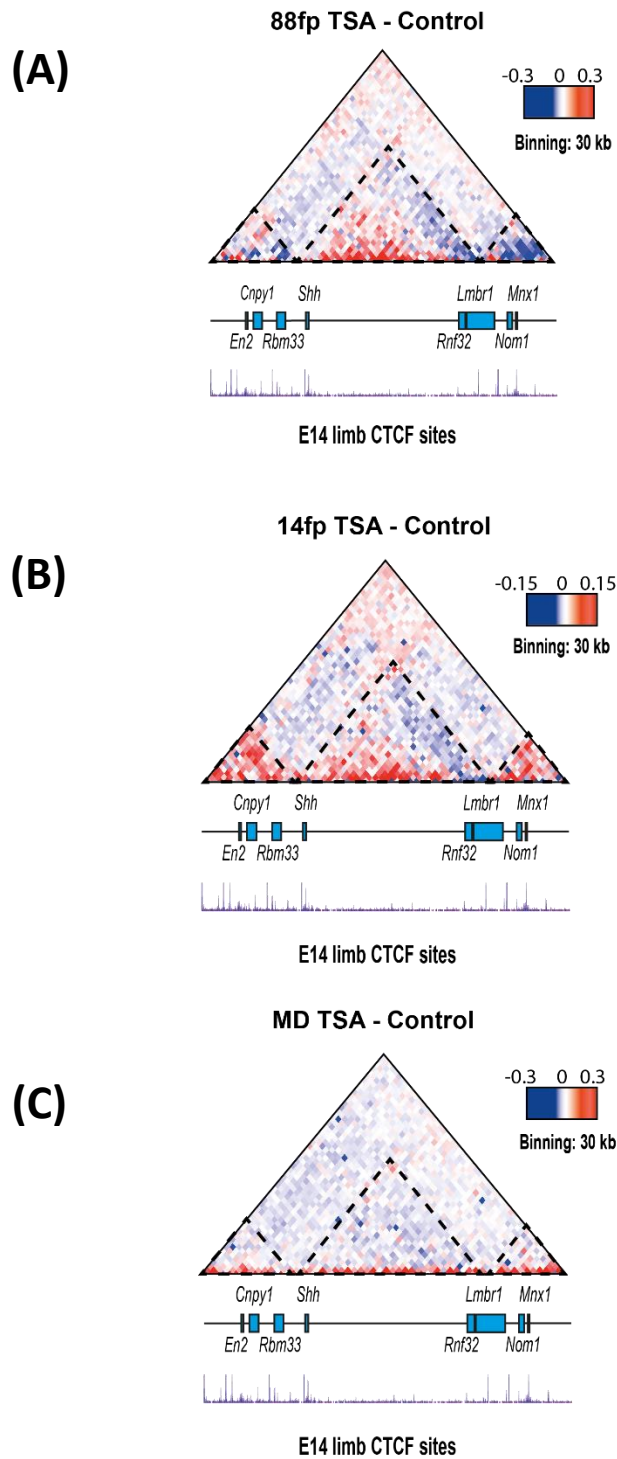 88fp TSA - Control
(A)
-0.3 0 0.3
Binning: 30 kb
Cnpy1 Shh Lmbr1 Mnx1
En2 Rbm33 Rnf32 Nom1
E14 limb CTCF sites
14fp TSA - Control
(B)
-0.15 0 0.15
Binning: 30 kb
Cnpy1 Shh Lmbr1 Mnx1
En2 Rbm33 Rnf32 Nom1
E14 limb CTCF sites
MD TSA - Control
(C)
-0.3 0 0.3
Binning: 30 kb
Cnpy1 Shh Lmbr1 Mnx1
En2 Rbm33 Rnf32 Nom1
E14 limb CTCF sites